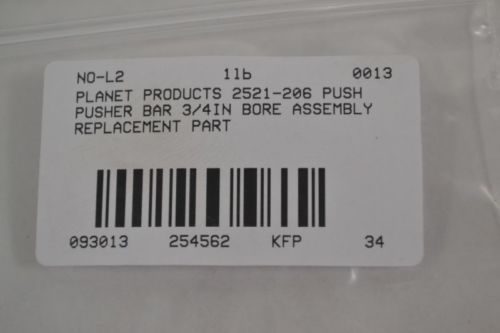 NO-L2 1lb 0013
PLANET PRODUCTS 2521-206 PUSH
PUSHER BAR 3/4IN BORE ASSEMBLY
REPLACEMENT PART
093013 254562 KFP 34